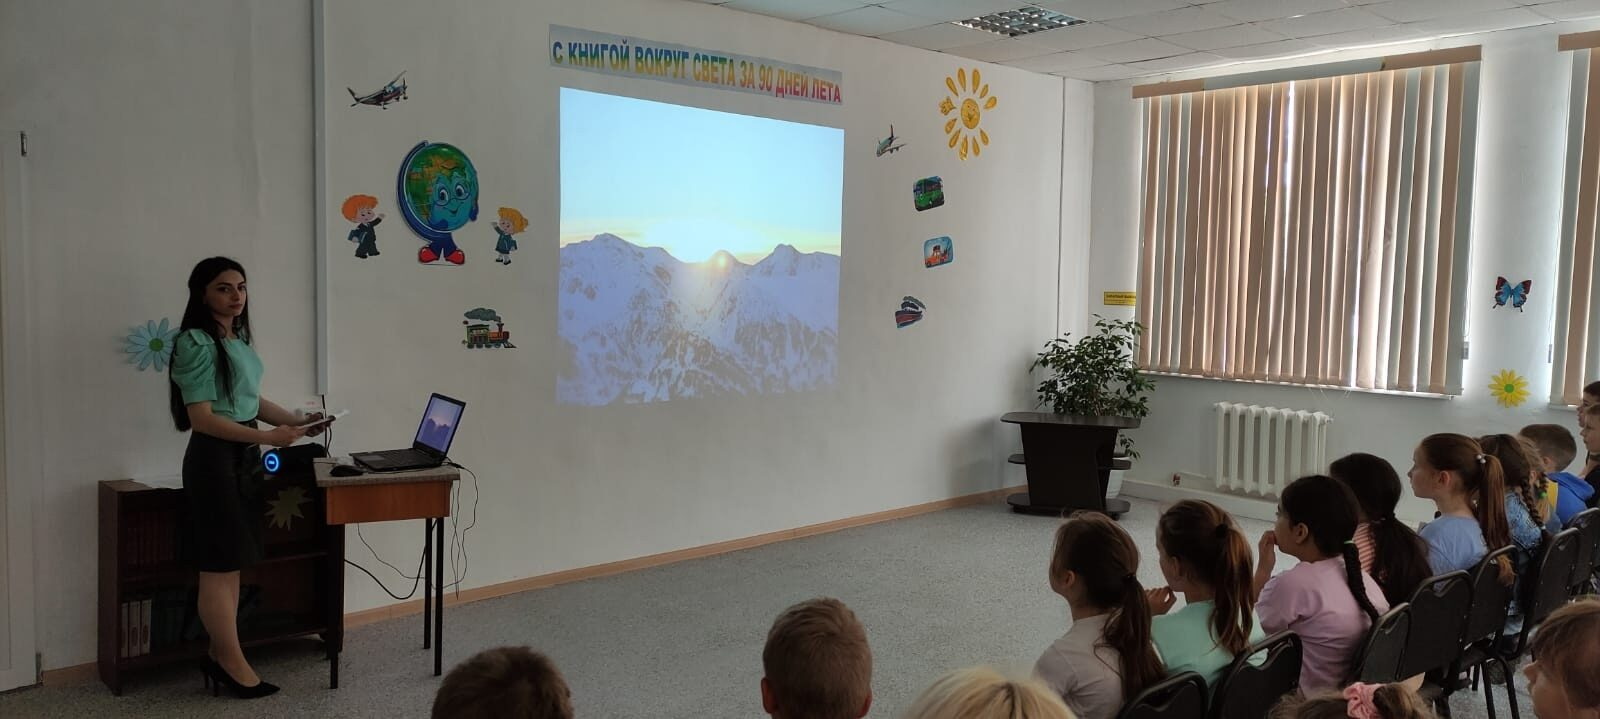 С КНИГОЙ ВОКРУГ СВЕТА ЗА 90 ДНЕЙ ЛЕТА